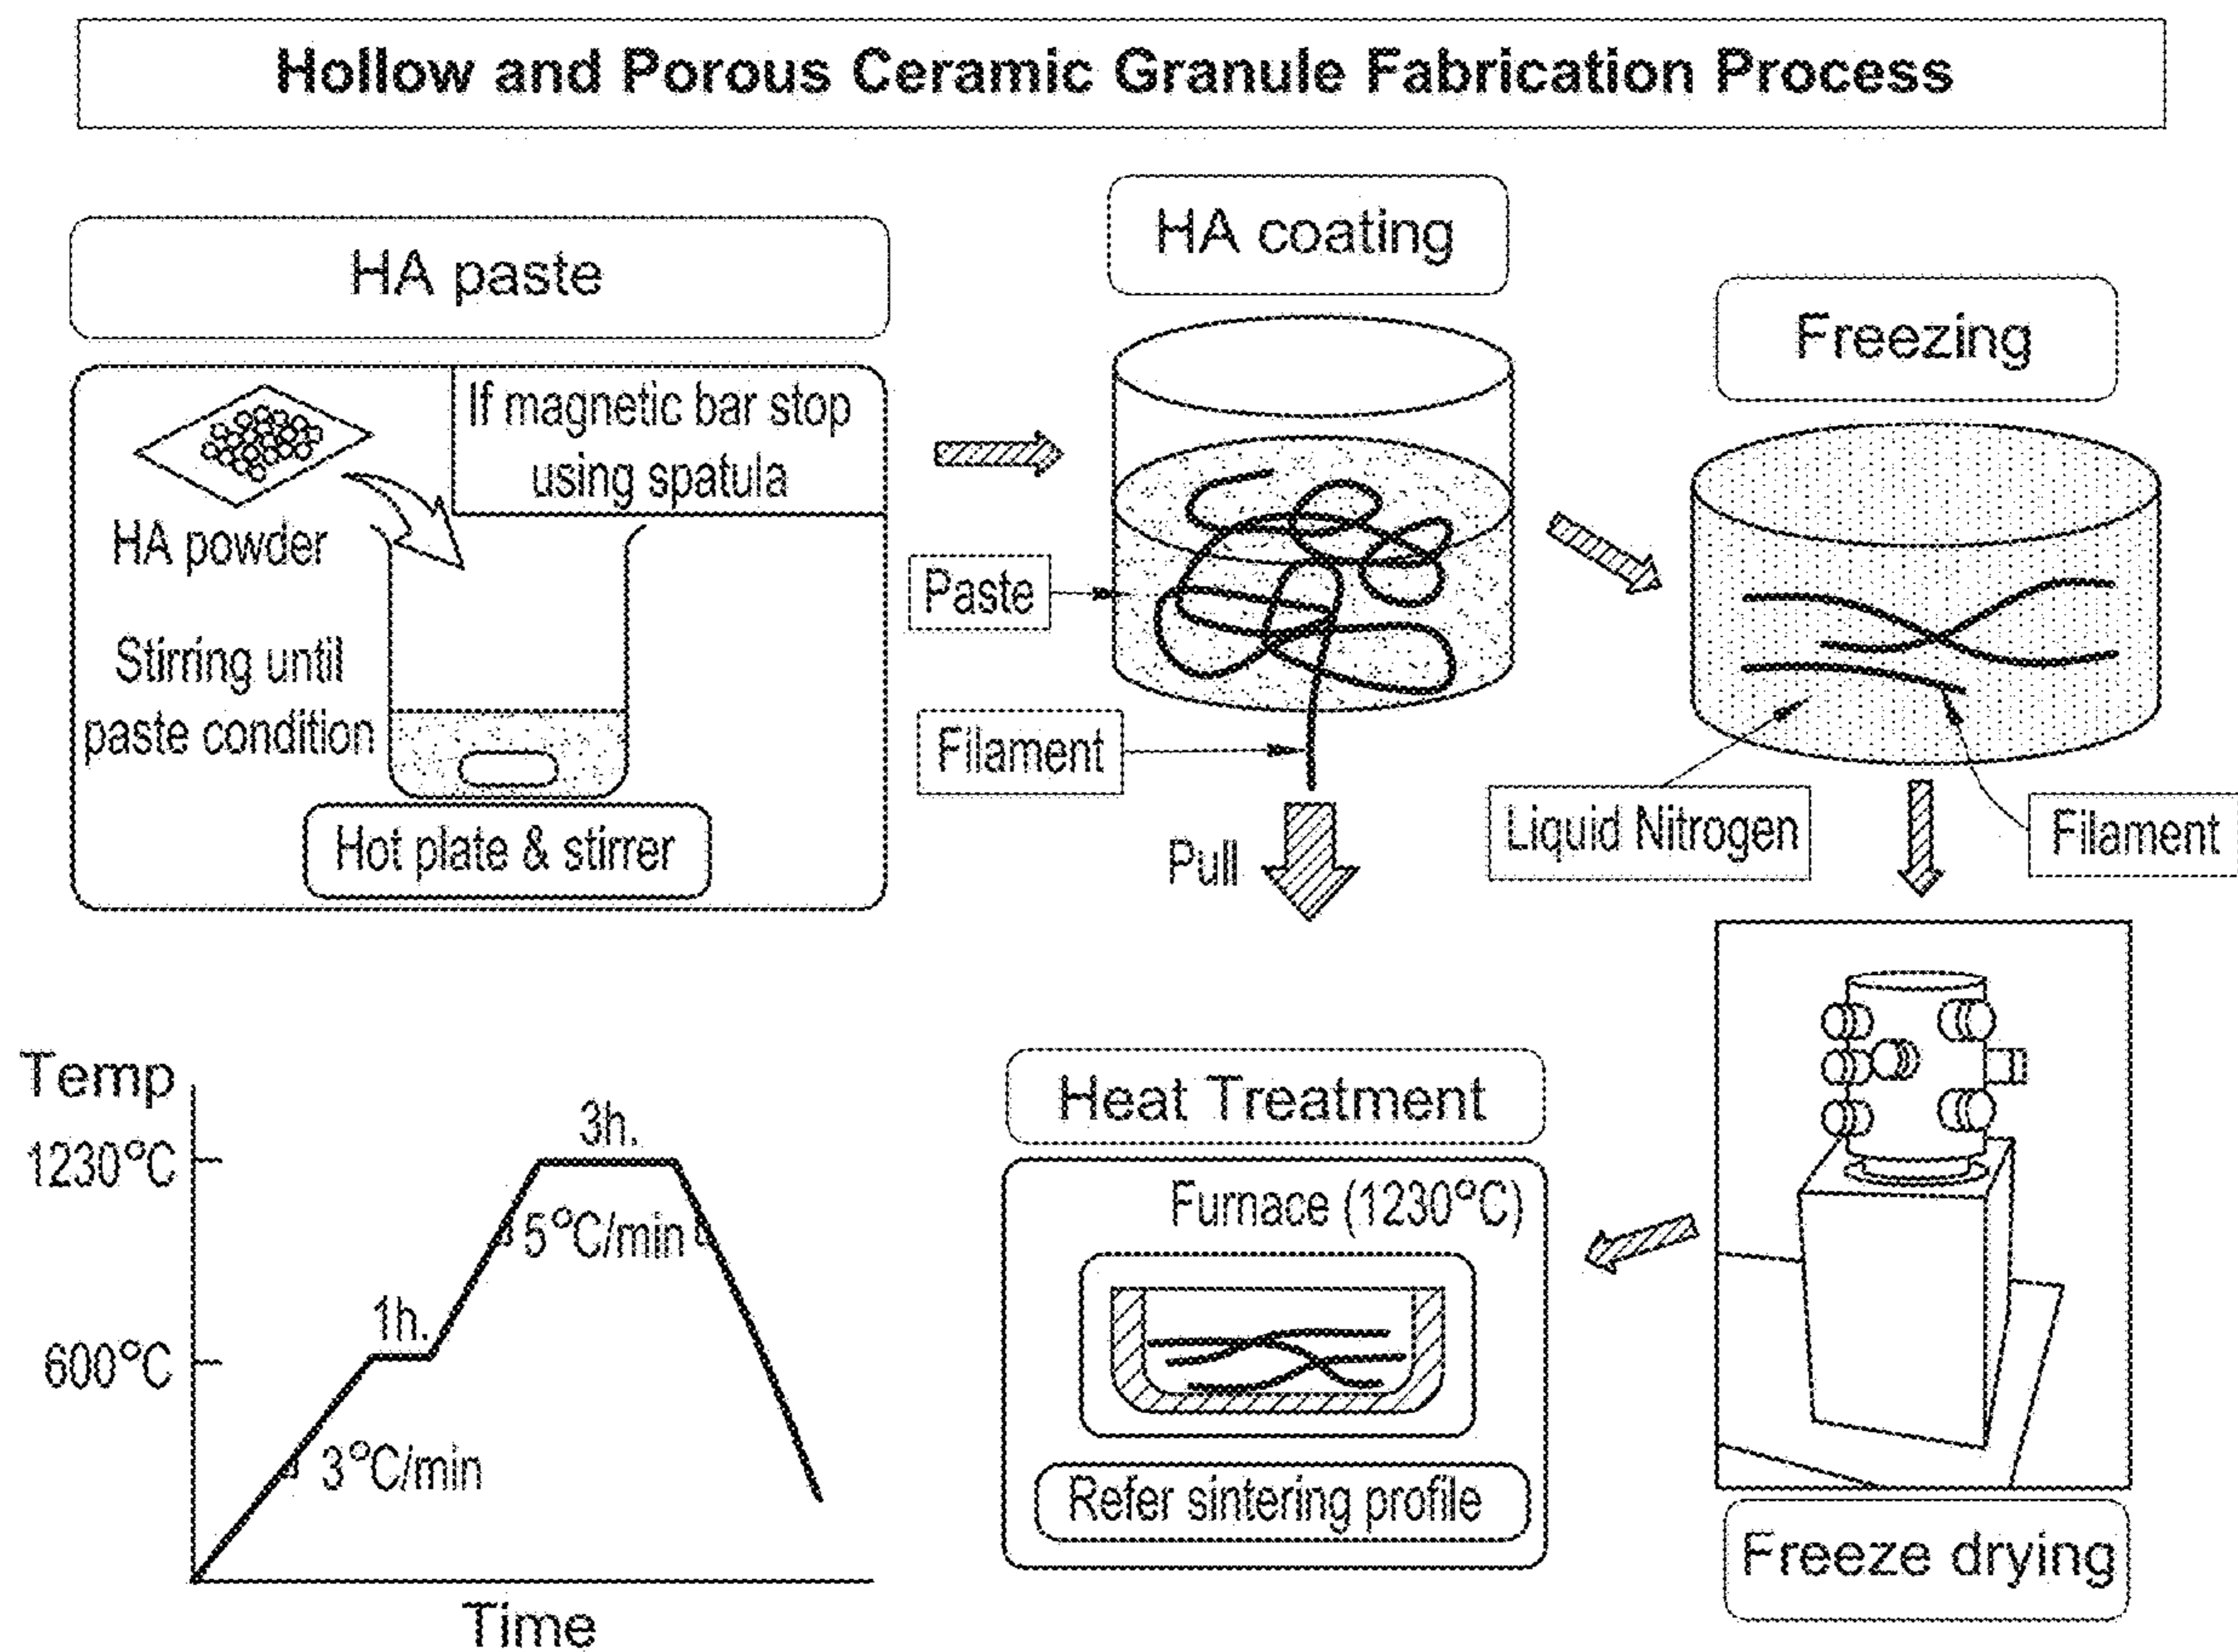 Hollow and Porous Ceramic Granule Fabrication Process
HA paste
HA powder
If magnetic bar stop
using spatula
Stirring until
paste condition
Hot plate & stirrer
HA coating
Paste
Filament
Pull
Freezing
Liquid Nitrogen
Filament
Freeze drying
Heat Treatment
Furnace (1230°C)
Refer sintering profile
Temp
1230°C
600°C
3h.
5°C/min
1h.
3°C/min
Time